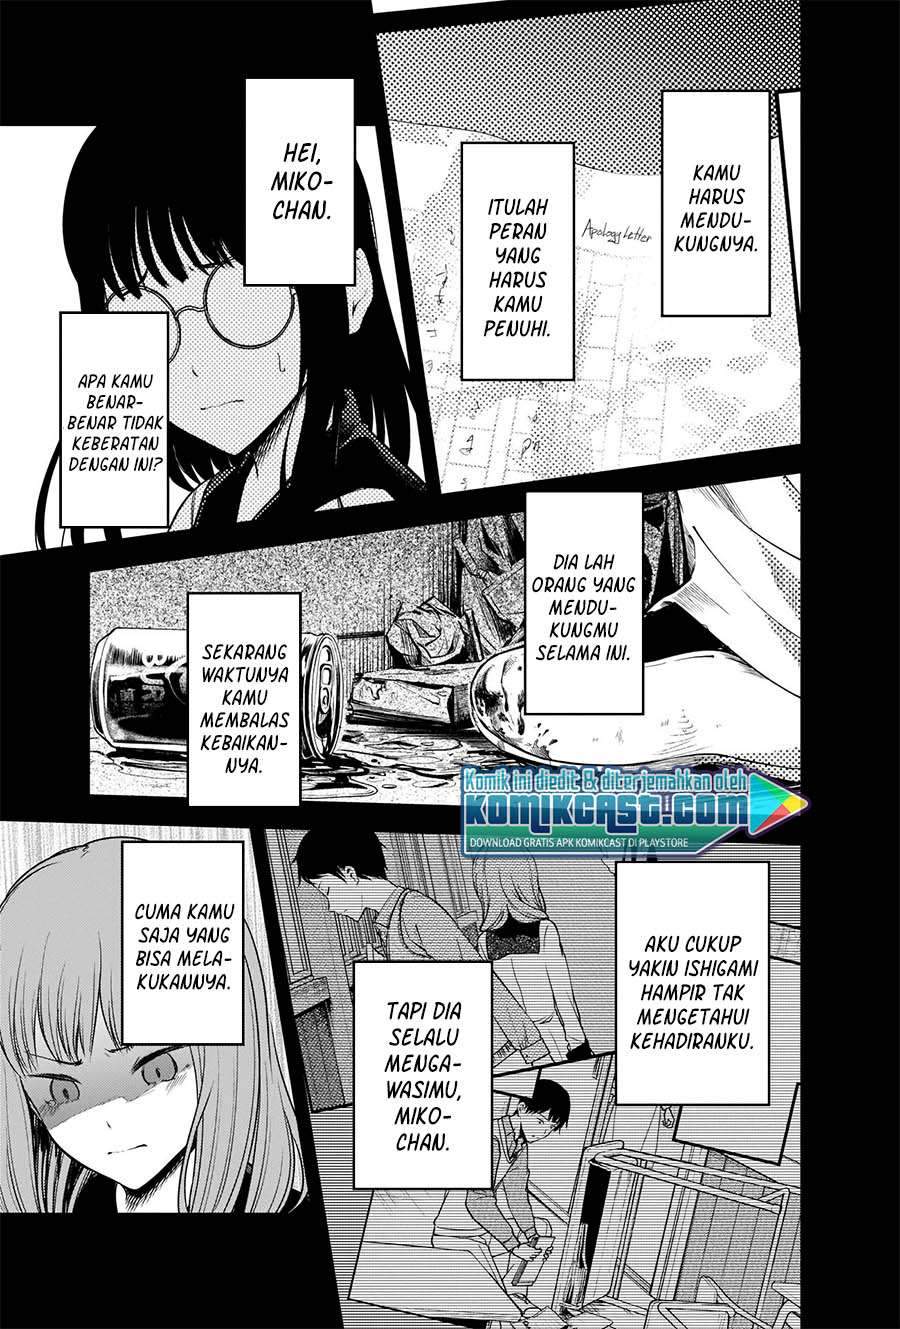 KAMU
HARUS
MENDU-
KUNGNYA.
ITULAH
PERAN
YANG
HARUS
KAMU
PENUHI.
Apology Letter
HEI,
MIKO-
CHAN.
APA KAMU
BENAR-
BENAR TIDAK
KEBERATAN
DENGAN INI?
DIA LAH
ORANG YANG
MENDU-
KUNGMU
SELAMA INI.
SEKARANG
WAKTUNYA
KAMU
MEMBALAS
KEBAIKAN-
NYA.
Komik ini diedit & diterjemahkan oleh
KOMIKCAST.COM
DOWNLOAD GRATIS APK KOMIKCAST DI PLAYSTORE
AKU CUKUP
YAKIN ISHIGAMI
HAMPIR TAK
MENGETAHUI
KEHADIRANKU.
TAPI DIA
SELALU
MENGA-
WASIMU,
MIKO-
CHAN.
CUMA KAMU
SAJA YANG
BISA MELA-
KUKANNYA.